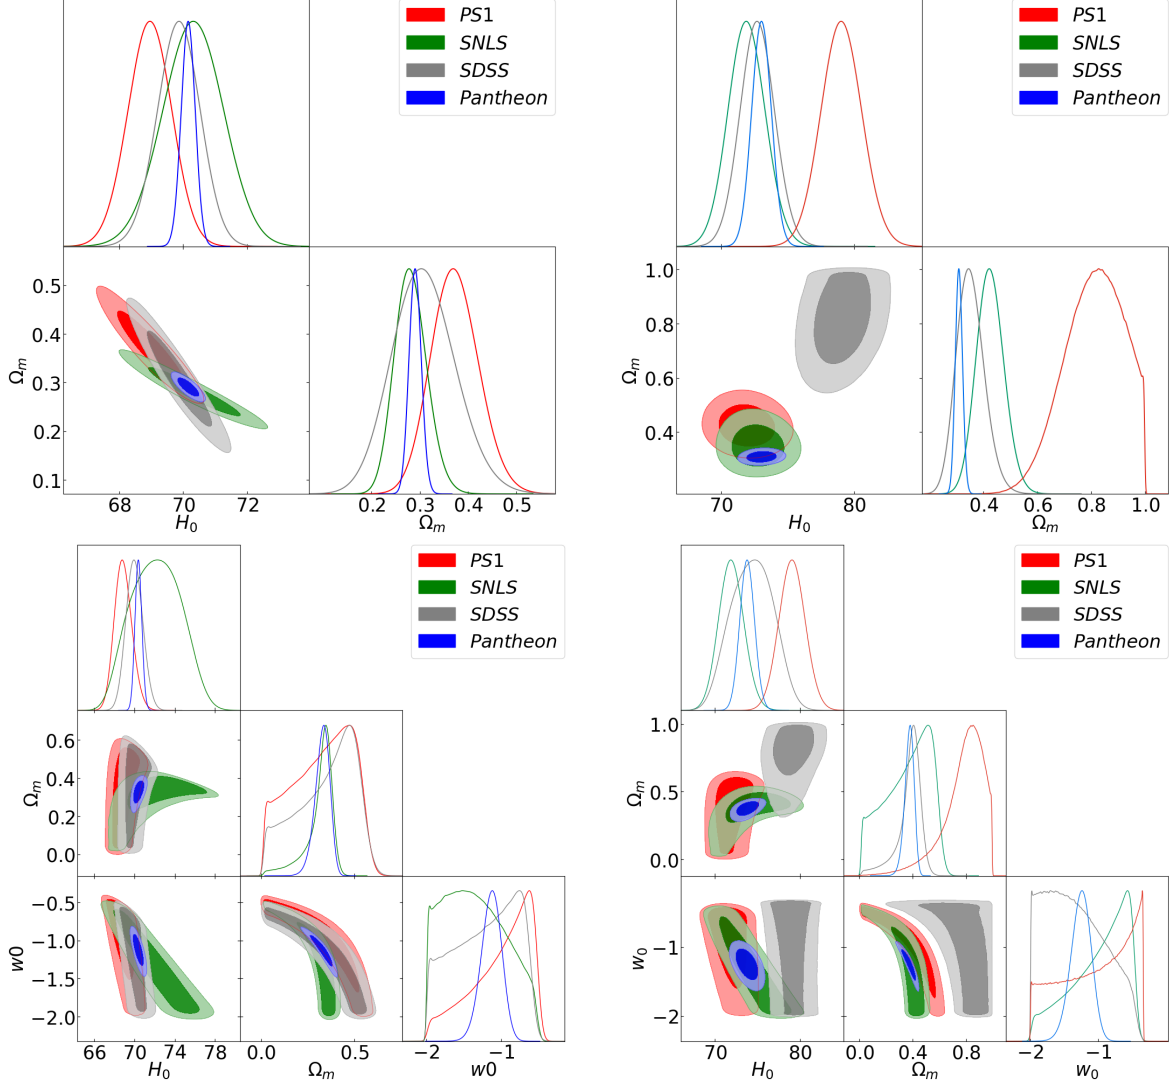 PS1
SNLS
SDSS
Pantheon
0.5
0.4
0.3
0.2
0.1
Ωm
68 70 72
H0
0.2 0.3 0.4 0.5
Ωm
PS1
SNLS
SDSS
Pantheon
1.0
0.8
0.6
0.4
Ωm
70 80
H0
0.4 0.6 0.8 1.0
Ωm
PS1
SNLS
SDSS
Pantheon
0.6
0.4
0.2
0.0
Ωm
−0.5
−1.0
−1.5
−2.0
w0
66 70 74 78
H0
0.0 0.5
Ωm
−2 −1
w0
PS1
SNLS
SDSS
Pantheon
1.0
0.5
0.0
Ωm
−1
−2
w0
70 80
H0
0.0 0.4 0.8
Ωm
−2 −1
w0